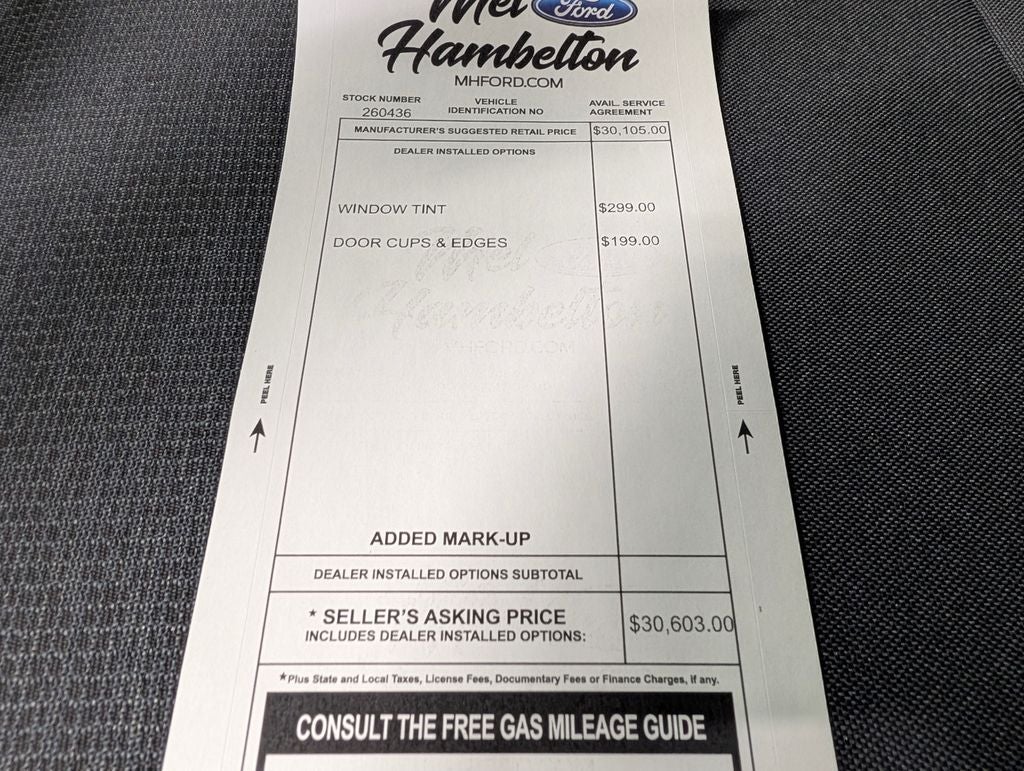 Mel Ford
Hambelton
MHFORD.COM
STOCK NUMBER
260436
VEHICLE
IDENTIFICATION NO
AVAIL. SERVICE
AGREEMENT
MANUFACTURER'S SUGGESTED RETAIL PRICE $30,105.00
DEALER INSTALLED OPTIONS
WINDOW TINT $299.00
DOOR CUPS & EDGES $199.00
Mel
Hambelton
MHFORD.COM
PEEL HERE
PEEL HERE
ADDED MARK-UP
DEALER INSTALLED OPTIONS SUBTOTAL
* SELLER'S ASKING PRICE
INCLUDES DEALER INSTALLED OPTIONS: $30,603.00
*Plus State and Local Taxes, License Fees, Documentary Fees or Finance Charges, if any.
CONSULT THE FREE GAS MILEAGE GUIDE